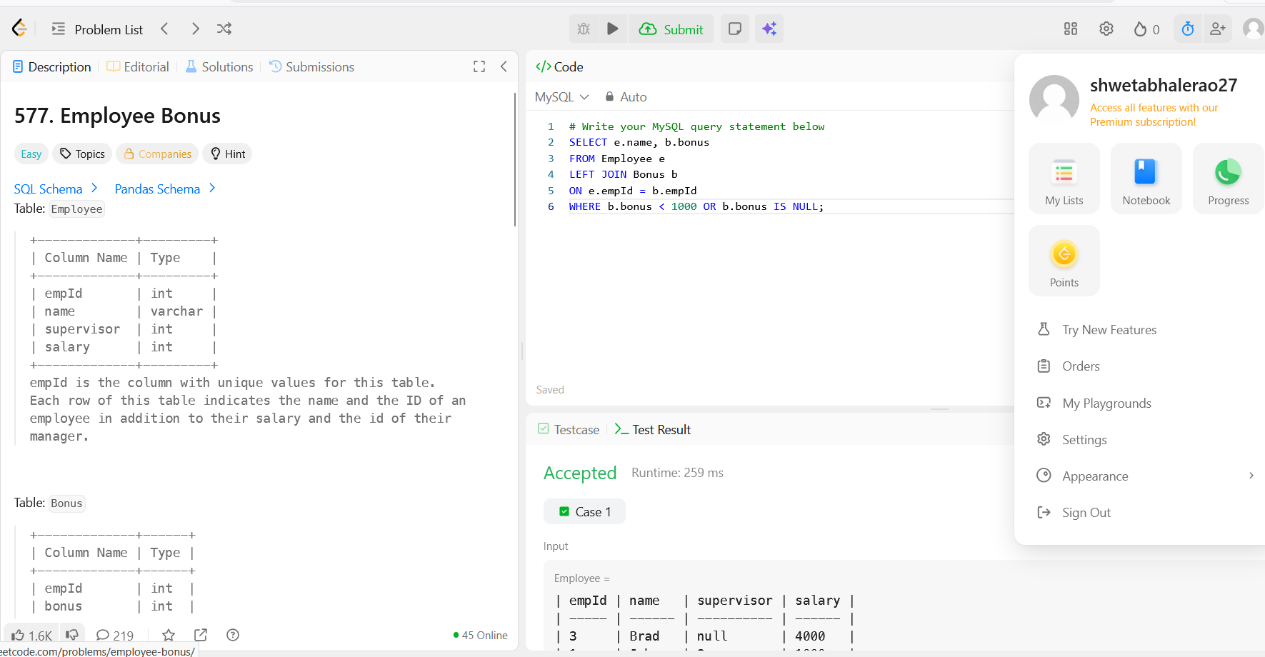 Problem List
Submit
0
Description
Editorial
Solutions
Submissions
577. Employee Bonus
Easy
Topics
Companies
Hint
SQL Schema
Pandas Schema
Table: Employee
+-------------+---------+
| Column Name | Type    |
+-------------+---------+
| empId       | int     |
| name        | varchar |
| supervisor  | int     |
| salary      | int     |
+-------------+---------+
empId is the column with unique values for this table.
Each row of this table indicates the name and the ID of an
employee in addition to their salary and the id of their
manager.
Table: Bonus
+-------------+------+
| Column Name | Type |
+-------------+------+
| empId       | int  |
| bonus       | int  |
1.6K
219
45 Online
eetcode.com/problems/employee-bonus/
</> Code
MySQL
Auto
1 # Write your MySQL query statement below
2 SELECT e.name, b.bonus
3 FROM Employee e
4 LEFT JOIN Bonus b
5 ON e.empId = b.empId
6 WHERE b.bonus < 1000 OR b.bonus IS NULL;
Saved
Testcase
>_ Test Result
Accepted
Runtime: 259 ms
Case 1
Input
Employee =
| empId | name   | supervisor | salary |
| ----- | ------ | ---------- | ------ |
| 3     | Brad   | null       | 4000   |
shwetabhalerao27
Access all features with our
Premium subscription!
My Lists
Notebook
Progress
Points
Try New Features
Orders
My Playgrounds
Settings
Appearance
Sign Out